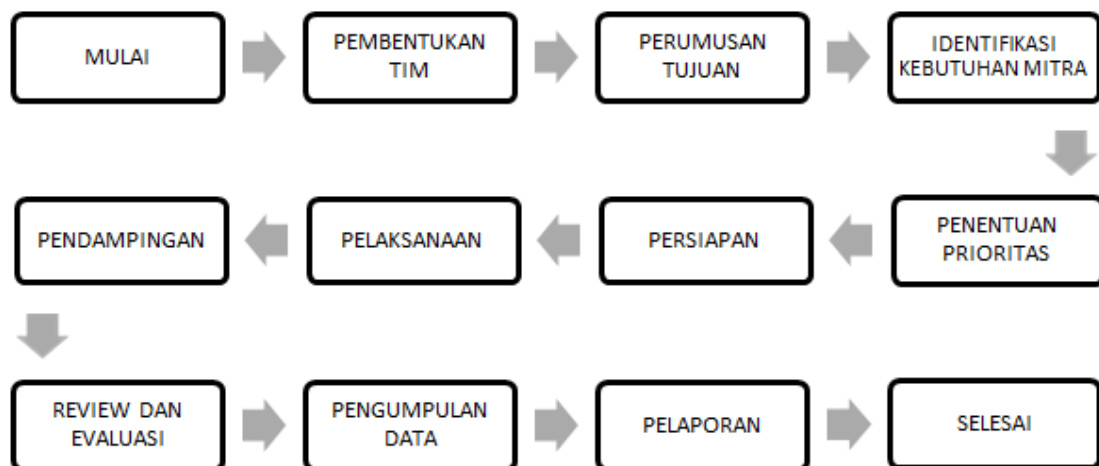 MULAI
PEMBENTUKAN
TIM
PERUMUSAN
TUJUAN
IDENTIFIKASI
KEBUTUHAN MITRA
PENENTUAN
PRIORITAS
PERSIAPAN
PELAKSANAAN
PENDAMPINGAN
REVIEW DAN
EVALUASI
PENGUMPULAN
DATA
PELAPORAN
SELESAI